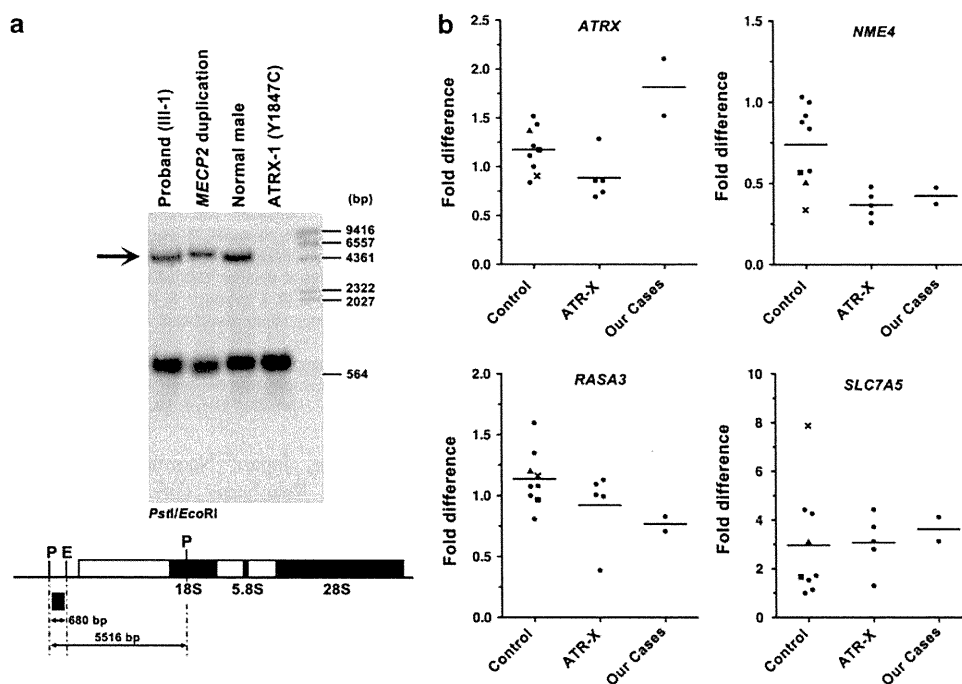 a
Proband (III-1)
MECP2 duplication
Normal male
ATRX-1 (Y1847C)
(bp)
9416
6557
4361
2322
2027
564
PstI/EcoRI
P E P
18S 5.8S 28S
680 bp
5516 bp
b
ATRX
Fold difference
2.5
2.0
1.5
1.0
0.5
0.0
Control
ATR-X
Our Cases
NME4
Fold difference
1.5
1.0
0.5
0.0
Control
ATR-X
Our Cases
RASA3
Fold difference
2.0
1.5
1.0
0.5
0.0
Control
ATR-X
Our Cases
SLC7A5
Fold difference
10
8
6
4
2
0
Control
ATR-X
Our Cases